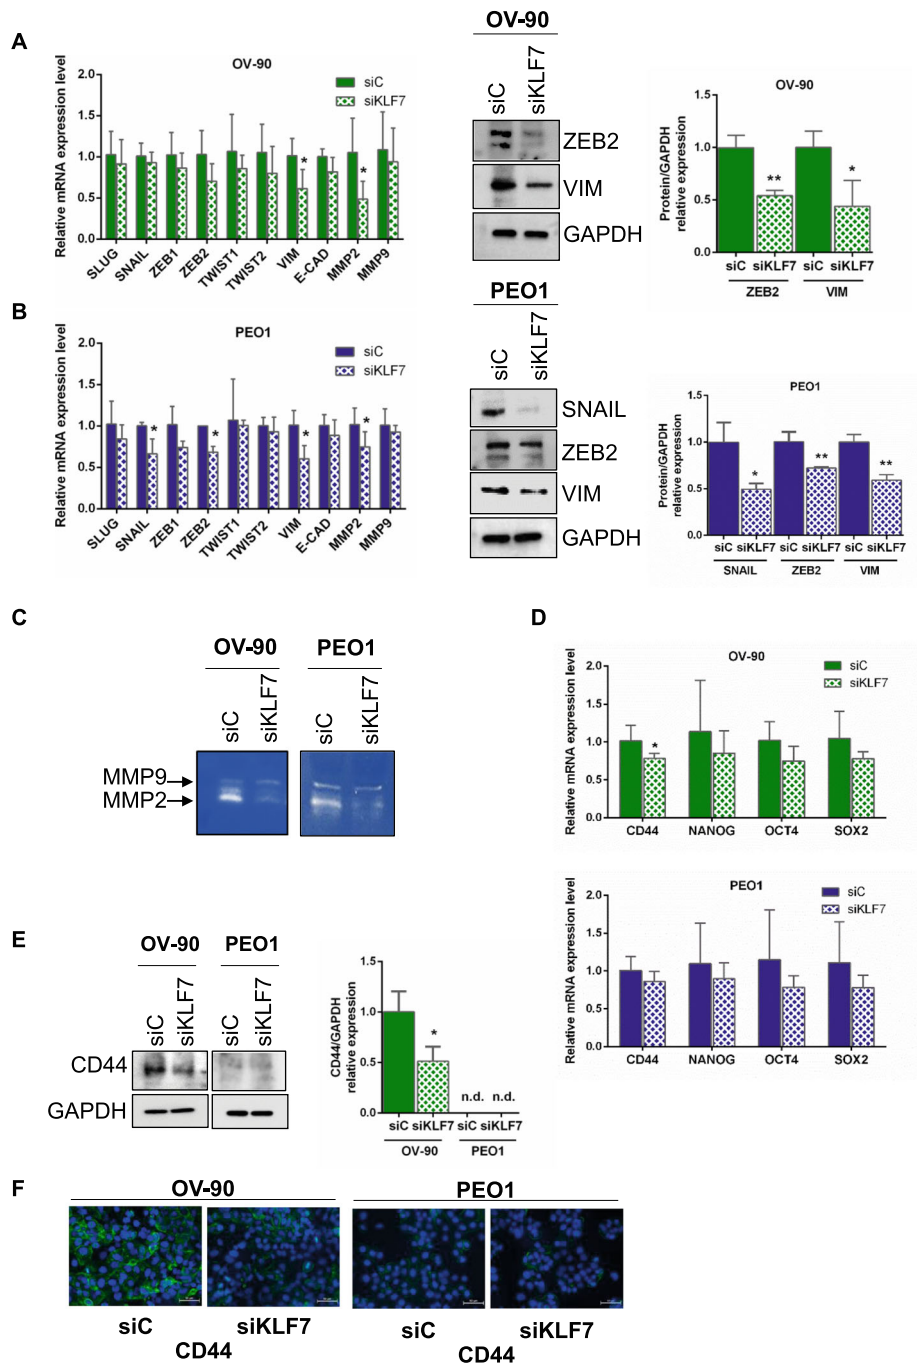 A
OV-90
Relative mRNA expression level
siC
siKLF7
2.0
1.5
1.0
0.5
0.0
*
*
SLUG
SNAIL
ZEB1
ZEB2
TWIST1
TWIST2
VIM
E-CAD
MMP2
MMP9
OV-90
siC
siKLF7
ZEB2
VIM
GAPDH
OV-90
Protein/GAPDH
relative expression
1.5
1.0
0.5
0.0
**
*
siC siKLF7 siC siKLF7
ZEB2 VIM
B
PEO1
Relative mRNA expression level
siC
siKLF7
2.0
1.5
1.0
0.5
0.0
*
*
*
*
SLUG
SNAIL
ZEB1
ZEB2
TWIST1
TWIST2
VIM
E-CAD
MMP2
MMP9
PEO1
siC
siKLF7
SNAIL
ZEB2
VIM
GAPDH
PEO1
Protein/GAPDH
relative expression
1.5
1.0
0.5
0.0
*
**
**
siC siKLF7 siC siKLF7 siC siKLF7
SNAIL ZEB2 VIM
C
OV-90 PEO1
siC
siKLF7
siC
siKLF7
MMP9
MMP2
D
OV-90
Relative mRNA expression level
siC
siKLF7
2.0
1.5
1.0
0.5
0.0
*
CD44 NANOG OCT4 SOX2
PEO1
Relative mRNA expression level
siC
siKLF7
2.0
1.5
1.0
0.5
0.0
CD44 NANOG OCT4 SOX2
E
OV-90 PEO1
siC
siKLF7
siC
siKLF7
CD44
GAPDH
CD44/GAPDH
relative expression
1.5
1.0
0.5
0.0
*
n.d. n.d.
siC siKLF7 siC siKLF7
OV-90 PEO1
F
OV-90 PEO1
siC siKLF7 siC siKLF7
CD44 CD44